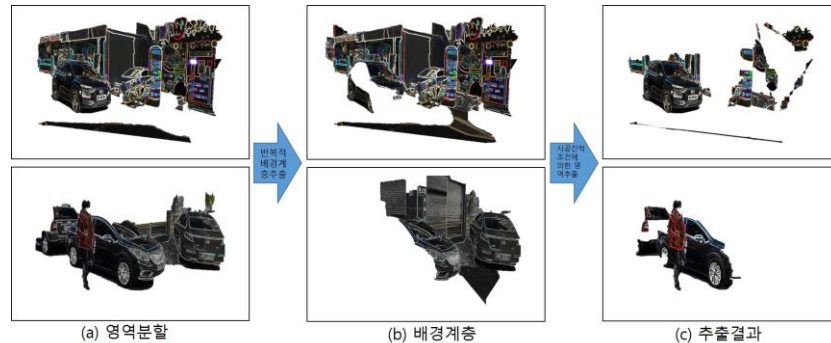 반복적
배경계
층추출
시공간적
조건에
의한 영
역추출
(a) 영역분할
(b) 배경계층
(c) 추출결과